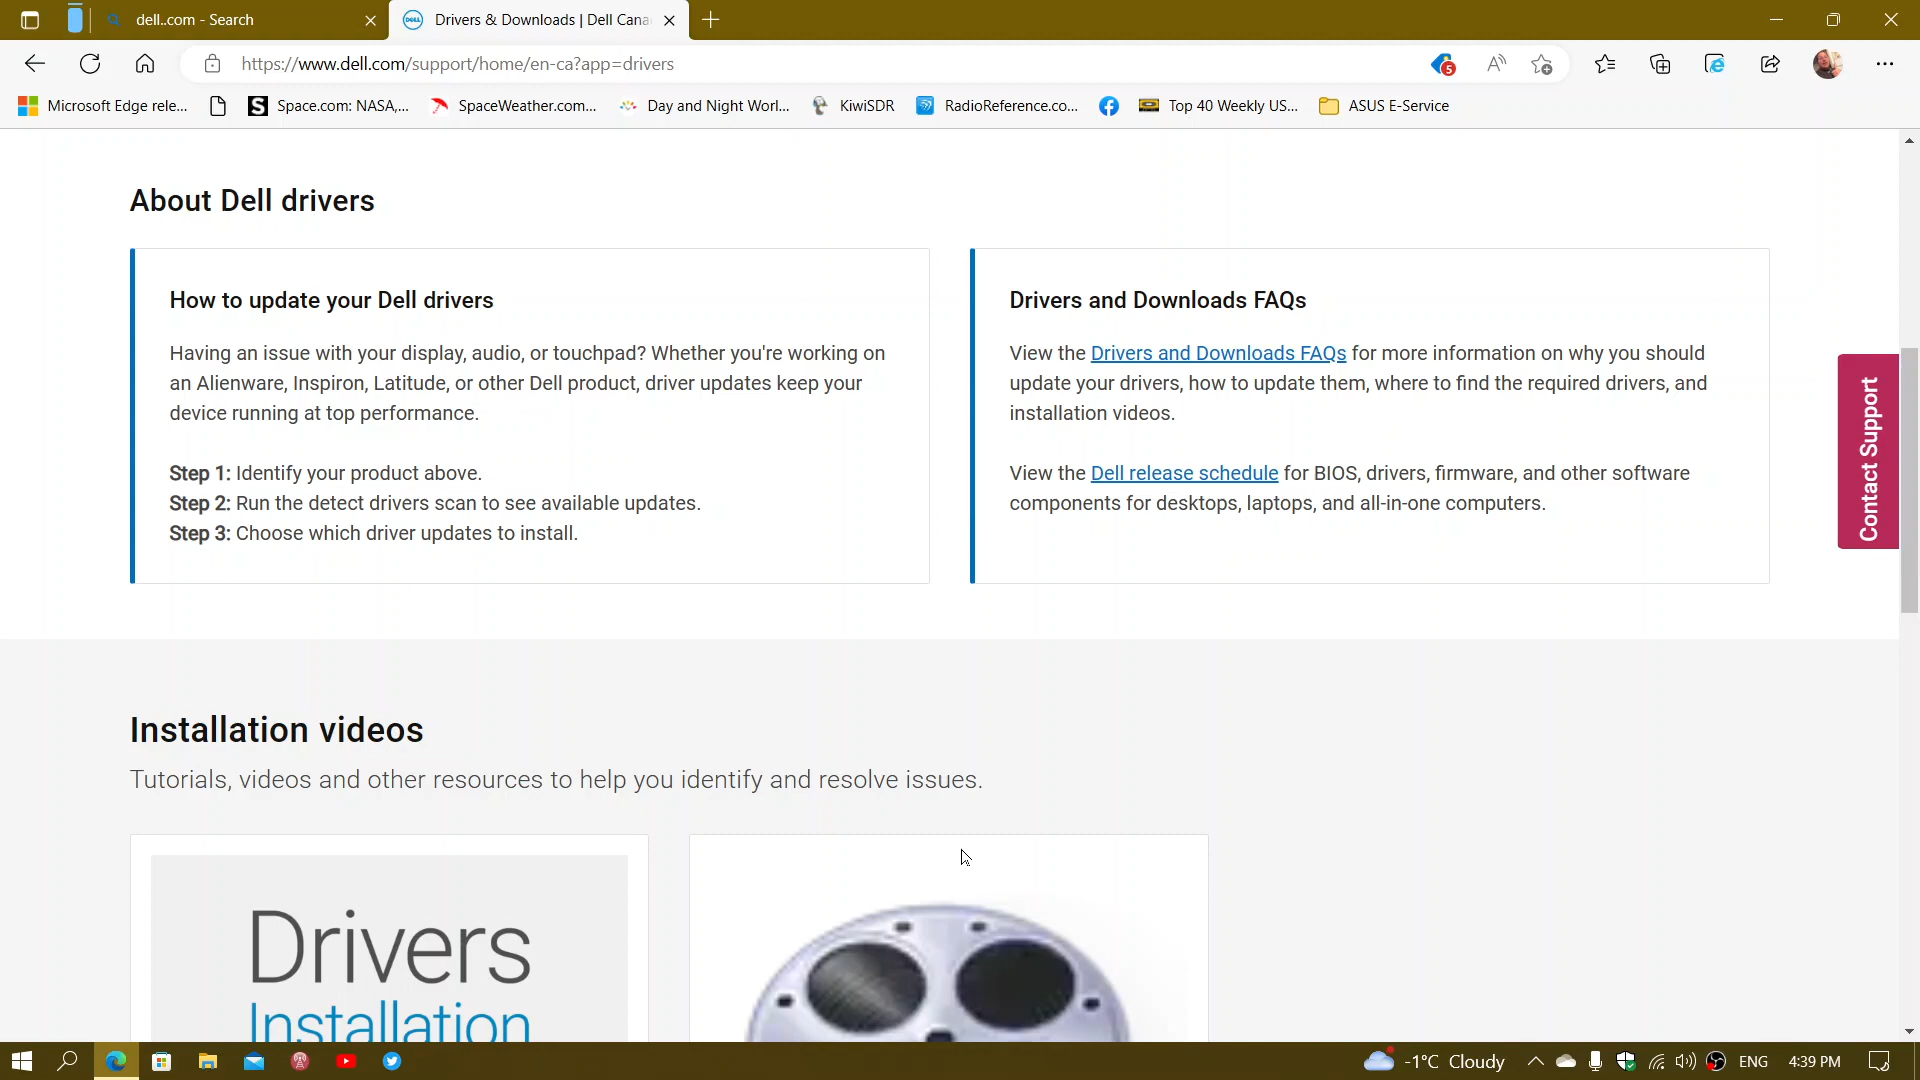 dell..com - Search
DELL
Drivers & Downloads | Dell Cana
https://www.dell.com/support/home/en-ca?app=drivers
5
Microsoft Edge rele...
Space.com: NASA,...
SpaceWeather.com...
Day and Night Worl...
KiwiSDR
RadioReference.co...
Top 40 Weekly US...
ASUS E-Service
About Dell drivers
How to update your Dell drivers
Having an issue with your display, audio, or touchpad? Whether you're working on
an Alienware, Inspiron, Latitude, or other Dell product, driver updates keep your
device running at top performance.
Step 1: Identify your product above.
Step 2: Run the detect drivers scan to see available updates.
Step 3: Choose which driver updates to install.
Drivers and Downloads FAQs
View the Drivers and Downloads FAQs for more information on why you should
update your drivers, how to update them, where to find the required drivers, and
installation videos.
View the Dell release schedule for BIOS, drivers, firmware, and other software
components for desktops, laptops, and all-in-one computers.
Contact Support
Installation videos
Tutorials, videos and other resources to help you identify and resolve issues.
Drivers
Installation
-1°C Cloudy
ENG
4:39 PM